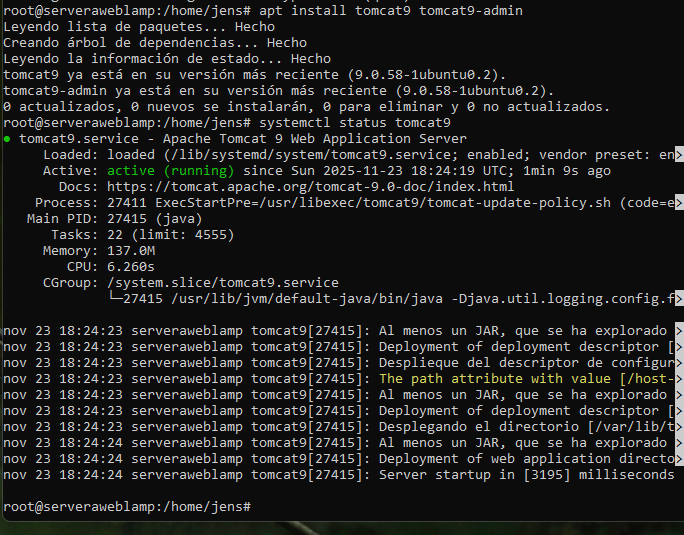 root@serveraweblamp:/home/jens# apt install tomcat9 tomcat9-admin
Leyendo lista de paquetes... Hecho
Creando árbol de dependencias... Hecho
Leyendo la información de estado... Hecho
tomcat9 ya está en su versión más reciente (9.0.58-1ubuntu0.2).
tomcat9-admin ya está en su versión más reciente (9.0.58-1ubuntu0.2).
0 actualizados, 0 nuevos se instalarán, 0 para eliminar y 0 no actualizados.
root@serveraweblamp:/home/jens# systemctl status tomcat9
● tomcat9.service - Apache Tomcat 9 Web Application Server
Loaded: loaded (/lib/systemd/system/tomcat9.service; enabled; vendor preset: en>
Active: active (running) since Sun 2025-11-23 18:24:19 UTC; 1min 9s ago
Docs: https://tomcat.apache.org/tomcat-9.0-doc/index.html
Process: 27411 ExecStartPre=/usr/libexec/tomcat9/tomcat-update-policy.sh (code=e>
Main PID: 27415 (java)
Tasks: 22 (limit: 4555)
Memory: 137.0M
CPU: 6.260s
CGroup: /system.slice/tomcat9.service
└─27415 /usr/lib/jvm/default-java/bin/java -Djava.util.logging.config.f>
nov 23 18:24:23 serveraweblamp tomcat9[27415]: Al menos un JAR, que se ha explorado >
nov 23 18:24:23 serveraweblamp tomcat9[27415]: Deployment of deployment descriptor [>
nov 23 18:24:23 serveraweblamp tomcat9[27415]: Desplieque del descriptor de configur>
nov 23 18:24:23 serveraweblamp tomcat9[27415]: The path attribute with value [/host->
nov 23 18:24:23 serveraweblamp tomcat9[27415]: Al menos un JAR, que se ha explorado >
nov 23 18:24:23 serveraweblamp tomcat9[27415]: Deployment of deployment descriptor [>
nov 23 18:24:23 serveraweblamp tomcat9[27415]: Desplegando el directorio [/var/lib/t>
nov 23 18:24:24 serveraweblamp tomcat9[27415]: Al menos un JAR, que se ha explorado >
nov 23 18:24:24 serveraweblamp tomcat9[27415]: Deployment of web application directo>
nov 23 18:24:24 serveraweblamp tomcat9[27415]: Server startup in [3195] milliseconds
root@serveraweblamp:/home/jens#